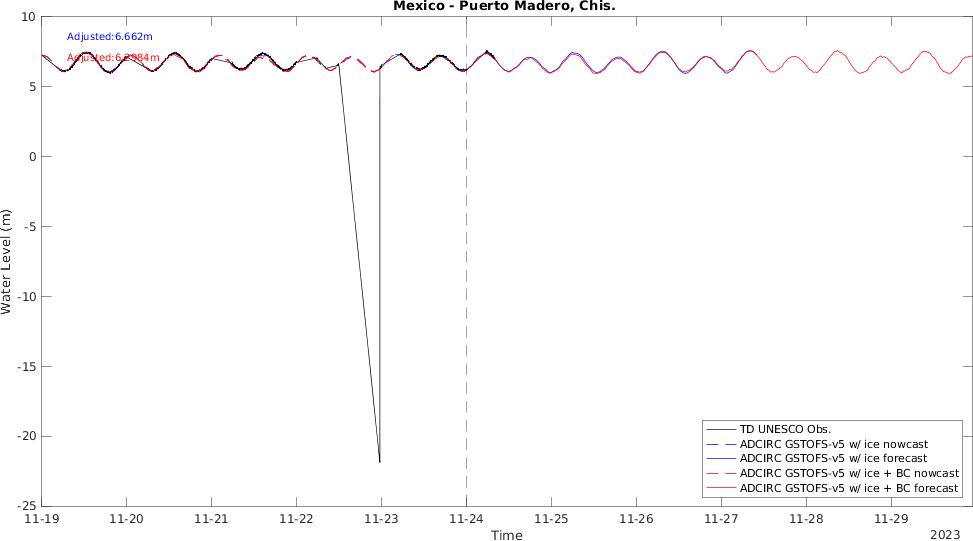 Mexico - Puerto Madero, Chis.
Adjusted:6.662m
Adjusted:6.2984m
10
5
0
-5
-10
-15
-20
-25
Water Level (m)
11-19 11-20 11-21 11-22 11-23 11-24 11-25 11-26 11-27 11-28 11-29
Time
2023
TD UNESCO Obs.
ADCIRC GSTOFS-v5 w/ ice nowcast
ADCIRC GSTOFS-v5 w/ ice forecast
ADCIRC GSTOFS-v5 w/ ice + BC nowcast
ADCIRC GSTOFS-v5 w/ ice + BC forecast